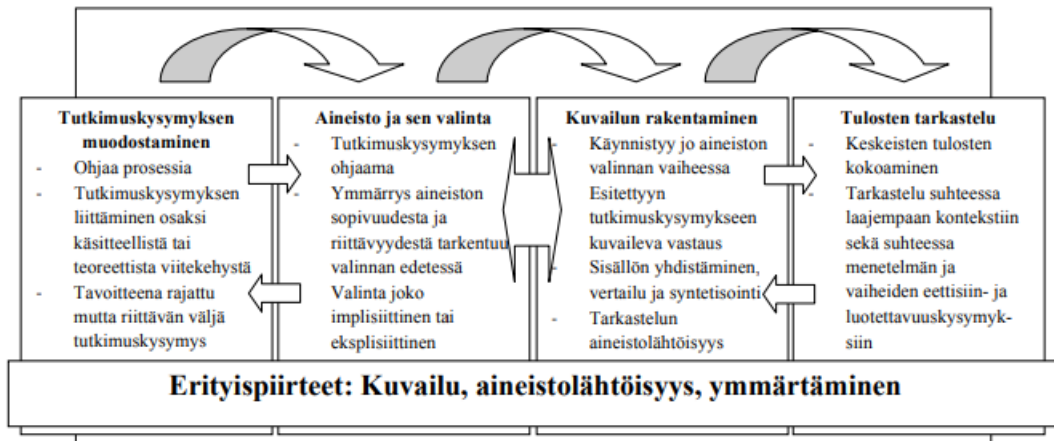 Tutkimuskysymyksen
muodostaminen
- Ohjaa prosessia
- Tutkimuskysymyksen
liittäminen osaksi
käsitteellistä tai
teoreettista viitekehystä
- Tavoitteena rajattu
mutta riittävän väljä
tutkimuskysymys
Aineisto ja sen valinta
- Tutkimuskysymyksen
ohjaama
- Ymmärrys aineiston
sopivuudesta ja
riittävyydestä tarkentuu
valinnan edetessä
- Valinta joko
implisiittinen tai
eksplisiittinen
Kuvailun rakentaminen
- Käynnistyy jo aineiston
valinnan vaiheessa
- Esitettyyn
tutkimuskysymykseen
kuvaileva vastaus
- Sisällön yhdistäminen,
vertailu ja syntetisointi
- Tarkastelun
aineistolähtöisyys
Tulosten tarkastelu
- Keskeisten tulosten
kokoaminen
- Tarkastelu suhteessa
laajempaan kontekstiin
sekä suhteessa
menetelmän ja
vaiheiden eettisiin- ja
luotettavuuskysymyk-
siin
Erityispiirteet: Kuvailu, aineistolähtöisyys, ymmärtäminen